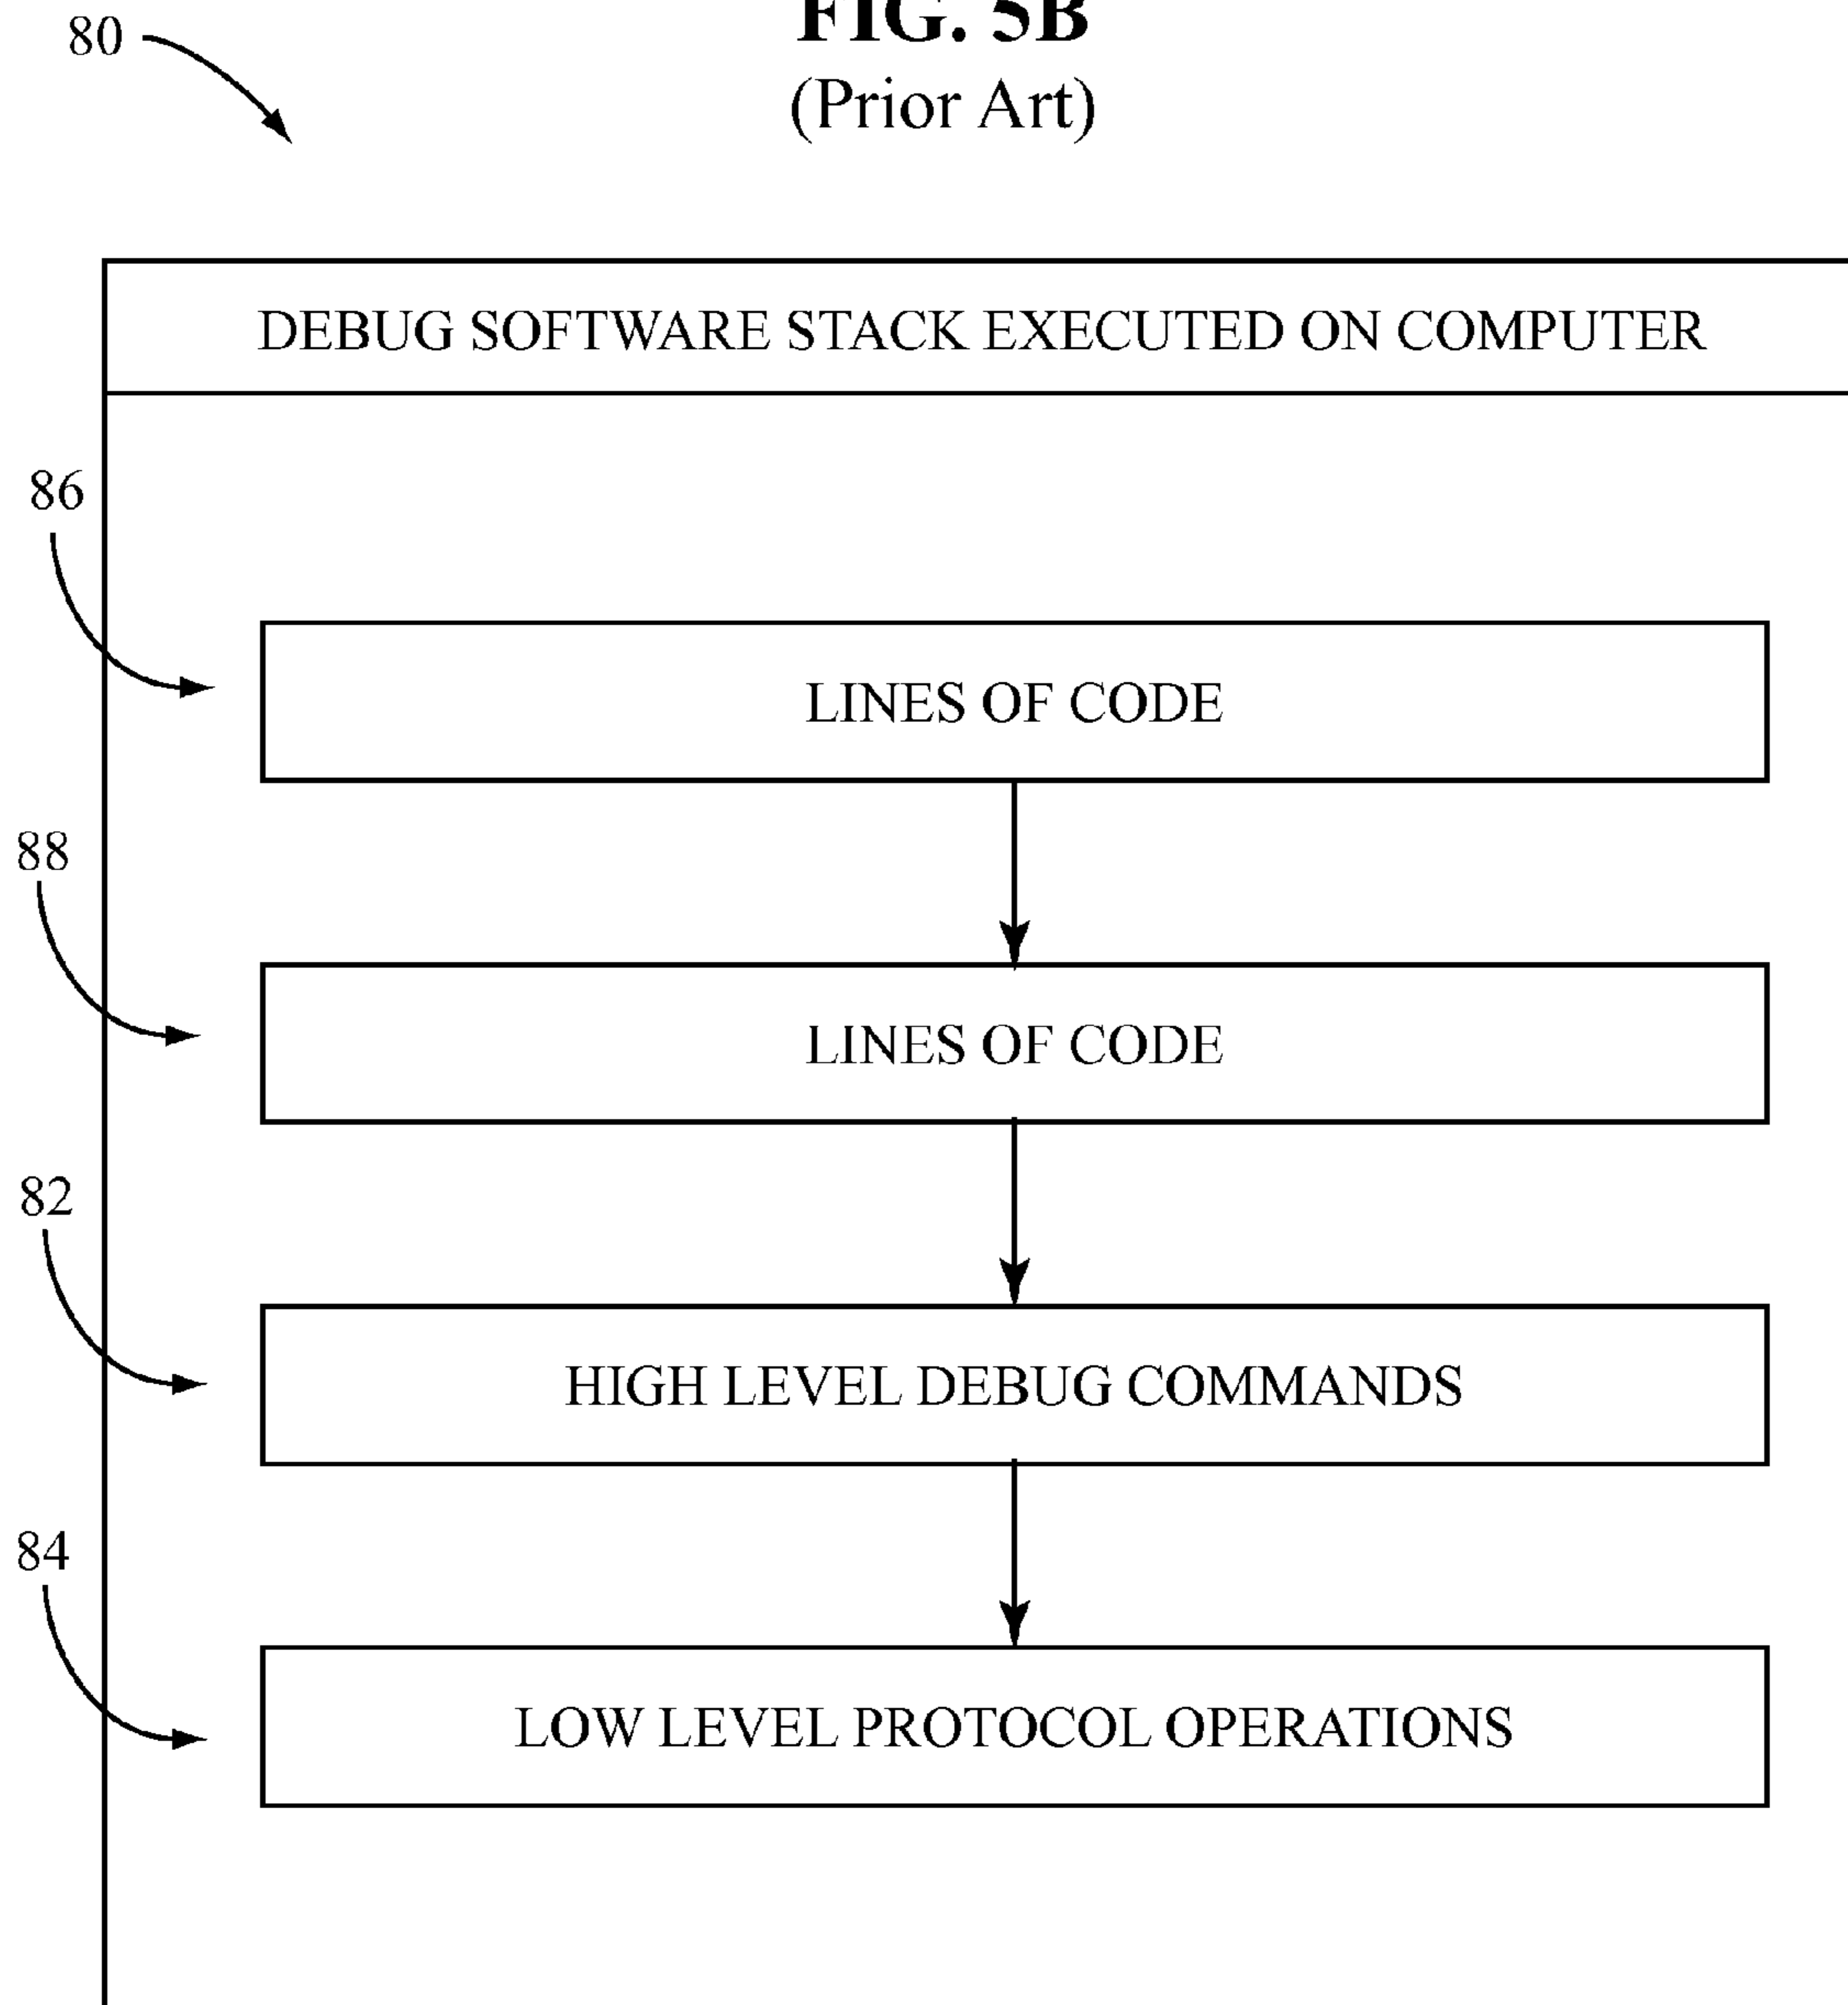 FIG. 5B
(Prior Art)
80
DEBUG SOFTWARE STACK EXECUTED ON COMPUTER
86
LINES OF CODE
88
LINES OF CODE
82
HIGH LEVEL DEBUG COMMANDS
84
LOW LEVEL PROTOCOL OPERATIONS